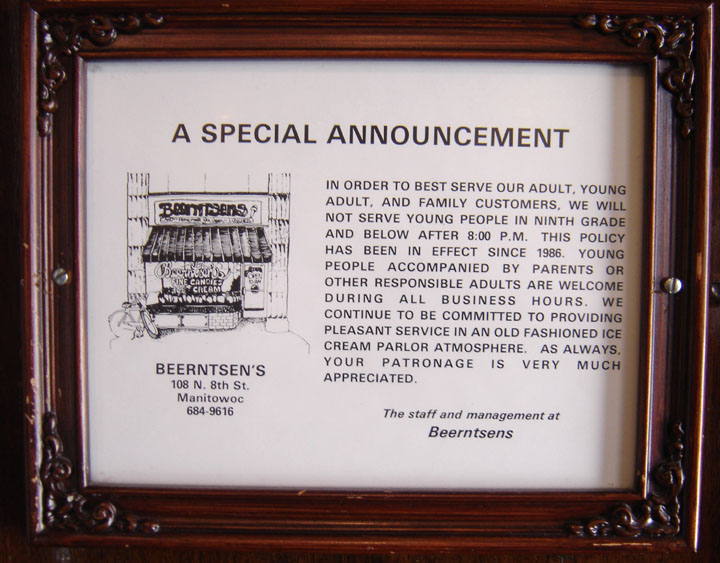 A SPECIAL ANNOUNCEMENT
Beerntsens
Beerntsen's
FINE CANDIES
ICE CREAM
BEERNTSEN'S
108 N. 8th St.
Manitowoc
684-9616
IN ORDER TO BEST SERVE OUR ADULT, YOUNG
ADULT, AND FAMILY CUSTOMERS, WE WILL
NOT SERVE YOUNG PEOPLE IN NINTH GRADE
AND BELOW AFTER 8:00 P.M. THIS POLICY
HAS BEEN IN EFFECT SINCE 1986. YOUNG
PEOPLE ACCOMPANIED BY PARENTS OR
OTHER RESPONSIBLE ADULTS ARE WELCOME
DURING ALL BUSINESS HOURS. WE
CONTINUE TO BE COMMITTED TO PROVIDING
PLEASANT SERVICE IN AN OLD FASHIONED ICE
CREAM PARLOR ATMOSPHERE. AS ALWAYS,
YOUR PATRONAGE IS VERY MUCH
APPRECIATED.
The staff and management at
Beerntsens